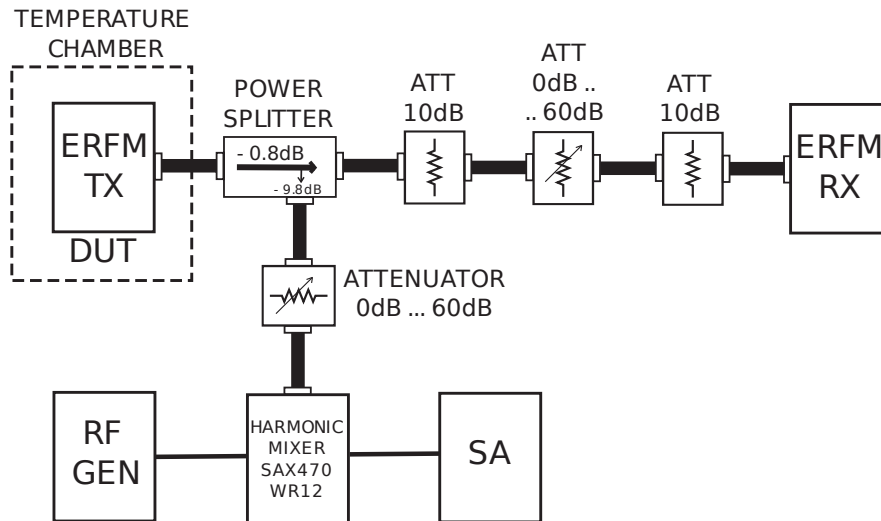 TEMPERATURE
CHAMBER
ERFM
TX
DUT
POWER
SPLITTER
- 0.8dB
- 9.8dB
ATT
10dB
ATT
0dB ..
.. 60dB
ATT
10dB
ERFM
RX
ATTENUATOR
0dB ... 60dB
RF
GEN
HARMONIC
MIXER
SAX470
WR12
SA